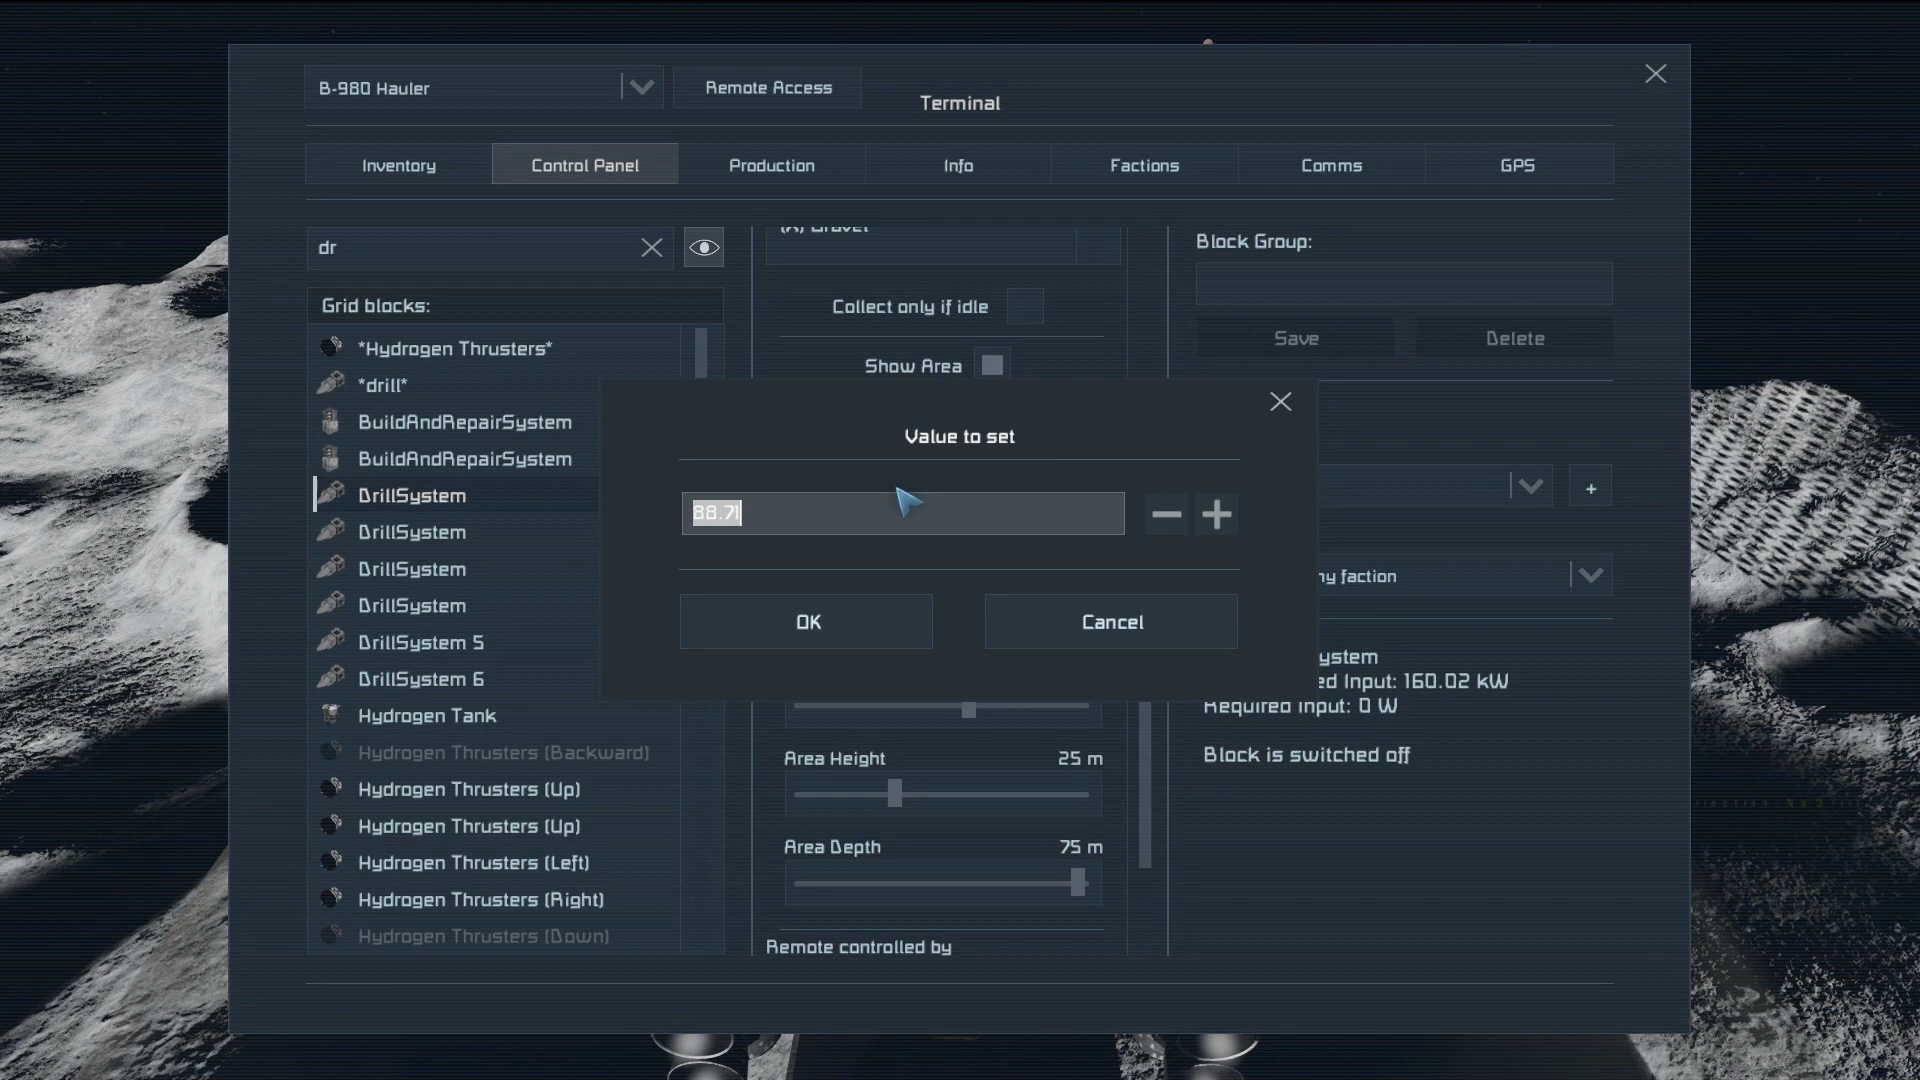 B-980 Hauler
Remote Access
Terminal
Inventory
Control Panel
Production
Info
Factions
Comms
GPS
dr
Grid blocks:
*Hydrogen Thrusters*
*drill*
BuildAndRepairSystem
BuildAndRepairSystem
DrillSystem
DrillSystem
DrillSystem
DrillSystem
DrillSystem 5
DrillSystem 6
Hydrogen Tank
Hydrogen Thrusters (Backward)
Hydrogen Thrusters (Up)
Hydrogen Thrusters (Up)
Hydrogen Thrusters (Left)
Hydrogen Thrusters (Right)
Hydrogen Thrusters (Down)
(X) Gravel
Collect only if idle
Show Area
Value to set
88.71
OK
Cancel
Area Height 25 m
Area Depth 75 m
Remote controlled by
Block Group:
Save
Delete
+
ny faction
ystem
ed Input: 160.02 kW
Required Input: 0 W
Block is switched off